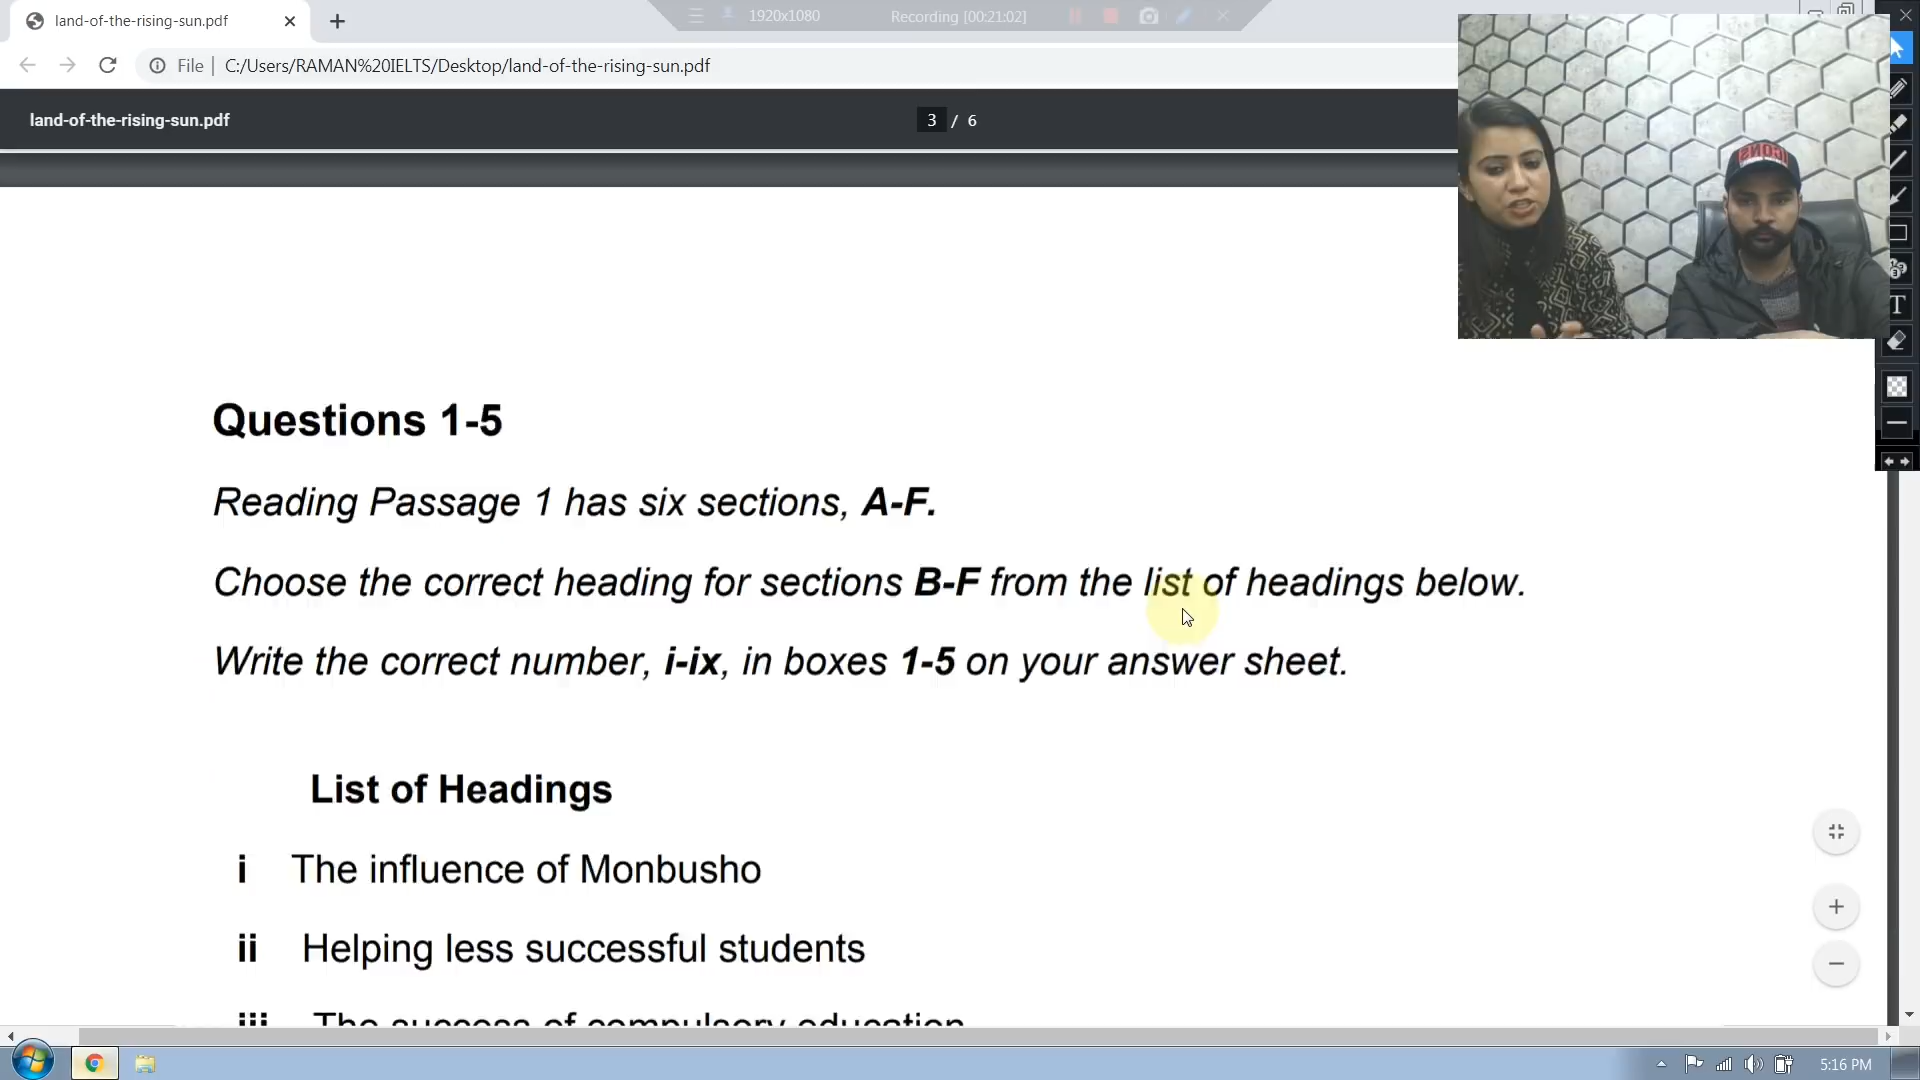 land-of-the-rising-sun.pdf
1920x1080
Recording [00:21:02]
File
C:/Users/RAMAN%20IELTS/Desktop/land-of-the-rising-sun.pdf
land-of-the-rising-sun.pdf
3 / 6
ICONS
T
Questions 1-5
Reading Passage 1 has six sections, A-F.
Choose the correct heading for sections B-F from the list of headings below.
Write the correct number, i-ix, in boxes 1-5 on your answer sheet.
List of Headings
i The influence of Monbusho
ii Helping less successful students
iii The success of compulsory education
5:16 PM